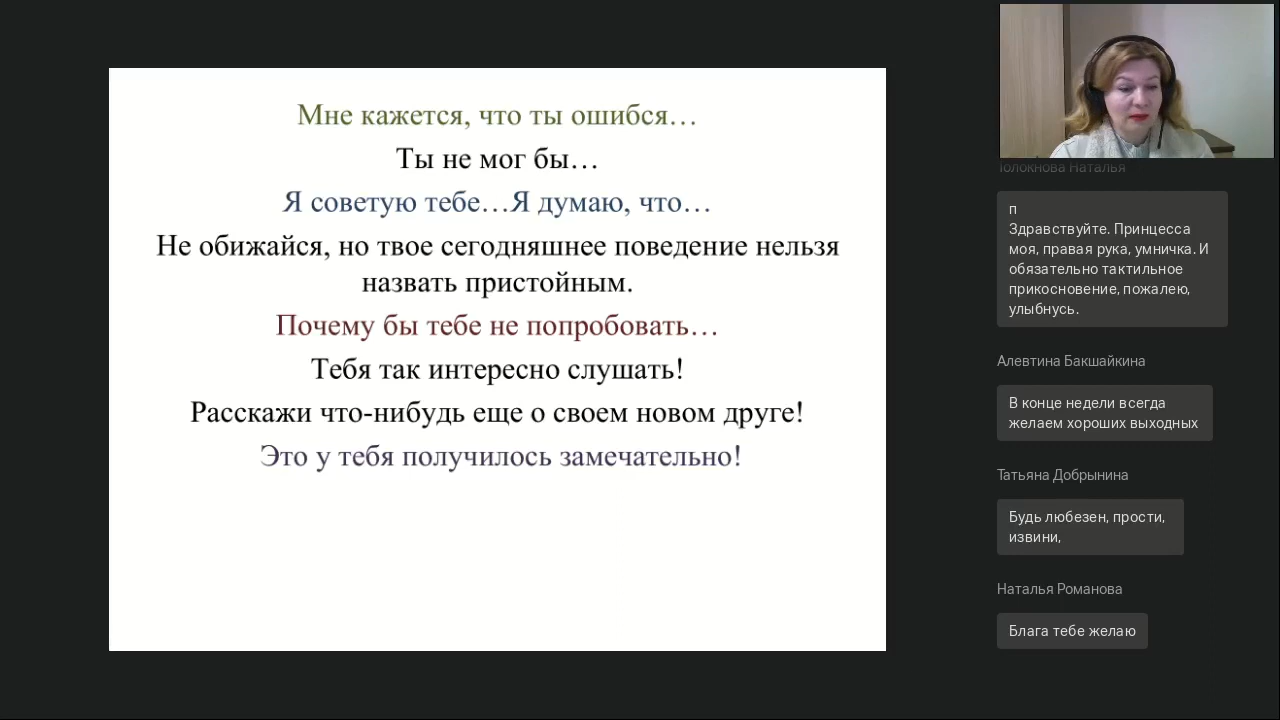 Мне кажется, что ты ошибся…
Ты не мог бы…
Я советую тебе…Я думаю, что…
Не обижайся, но твое сегодняшнее поведение нельзя
назвать пристойным.
Почему бы тебе не попробовать…
Тебя так интересно слушать!
Расскажи что-нибудь еще о своем новом друге!
Это у тебя получилось замечательно!
Толокнова Наталья
п
Здравствуйте. Принцесса
моя, правая рука, умничка. И
обязательно тактильное
прикосновение, пожалею,
улыбнусь.
Алевтина Бакшайкина
В конце недели всегда
желаем хороших выходных
Татьяна Добрынина
Будь любезен, прости,
извини,
Наталья Романова
Блага тебе желаю